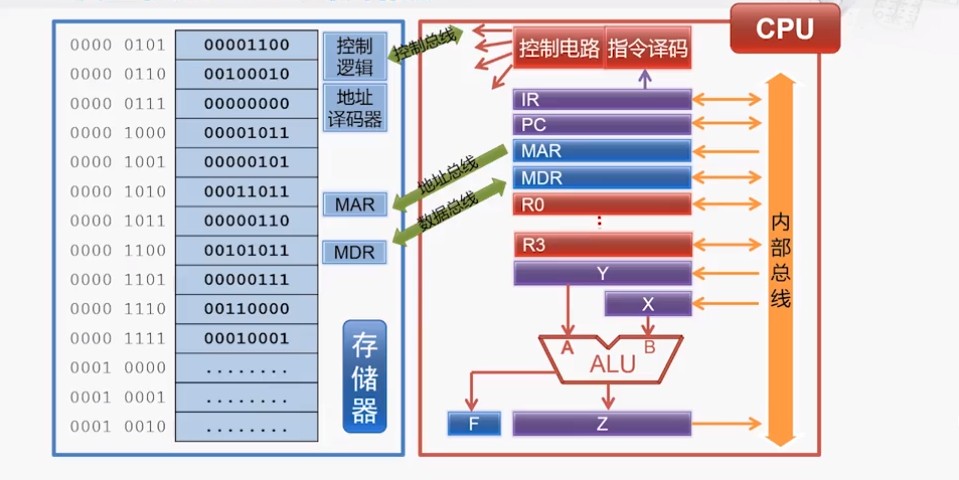 CPU
0000 0101 00001100
0000 0110 00100010
0000 0111 00000000
0000 1000 00001011
0000 1001 00000101
0000 1010 00011011
0000 1011 00000110
0000 1100 00101011
0000 1101 00000111
0000 1110 00110000
0000 1111 00010001
0001 0000 ........
0001 0001 ........
0001 0010 ........
控制
逻辑
地址
译码器
MAR
MDR
存储器
控制总线
地址总线
数据总线
控制电路 指令译码
IR
PC
MAR
MDR
R0
⋮
R3
Y
X
A
B
ALU
F
Z
内部总线